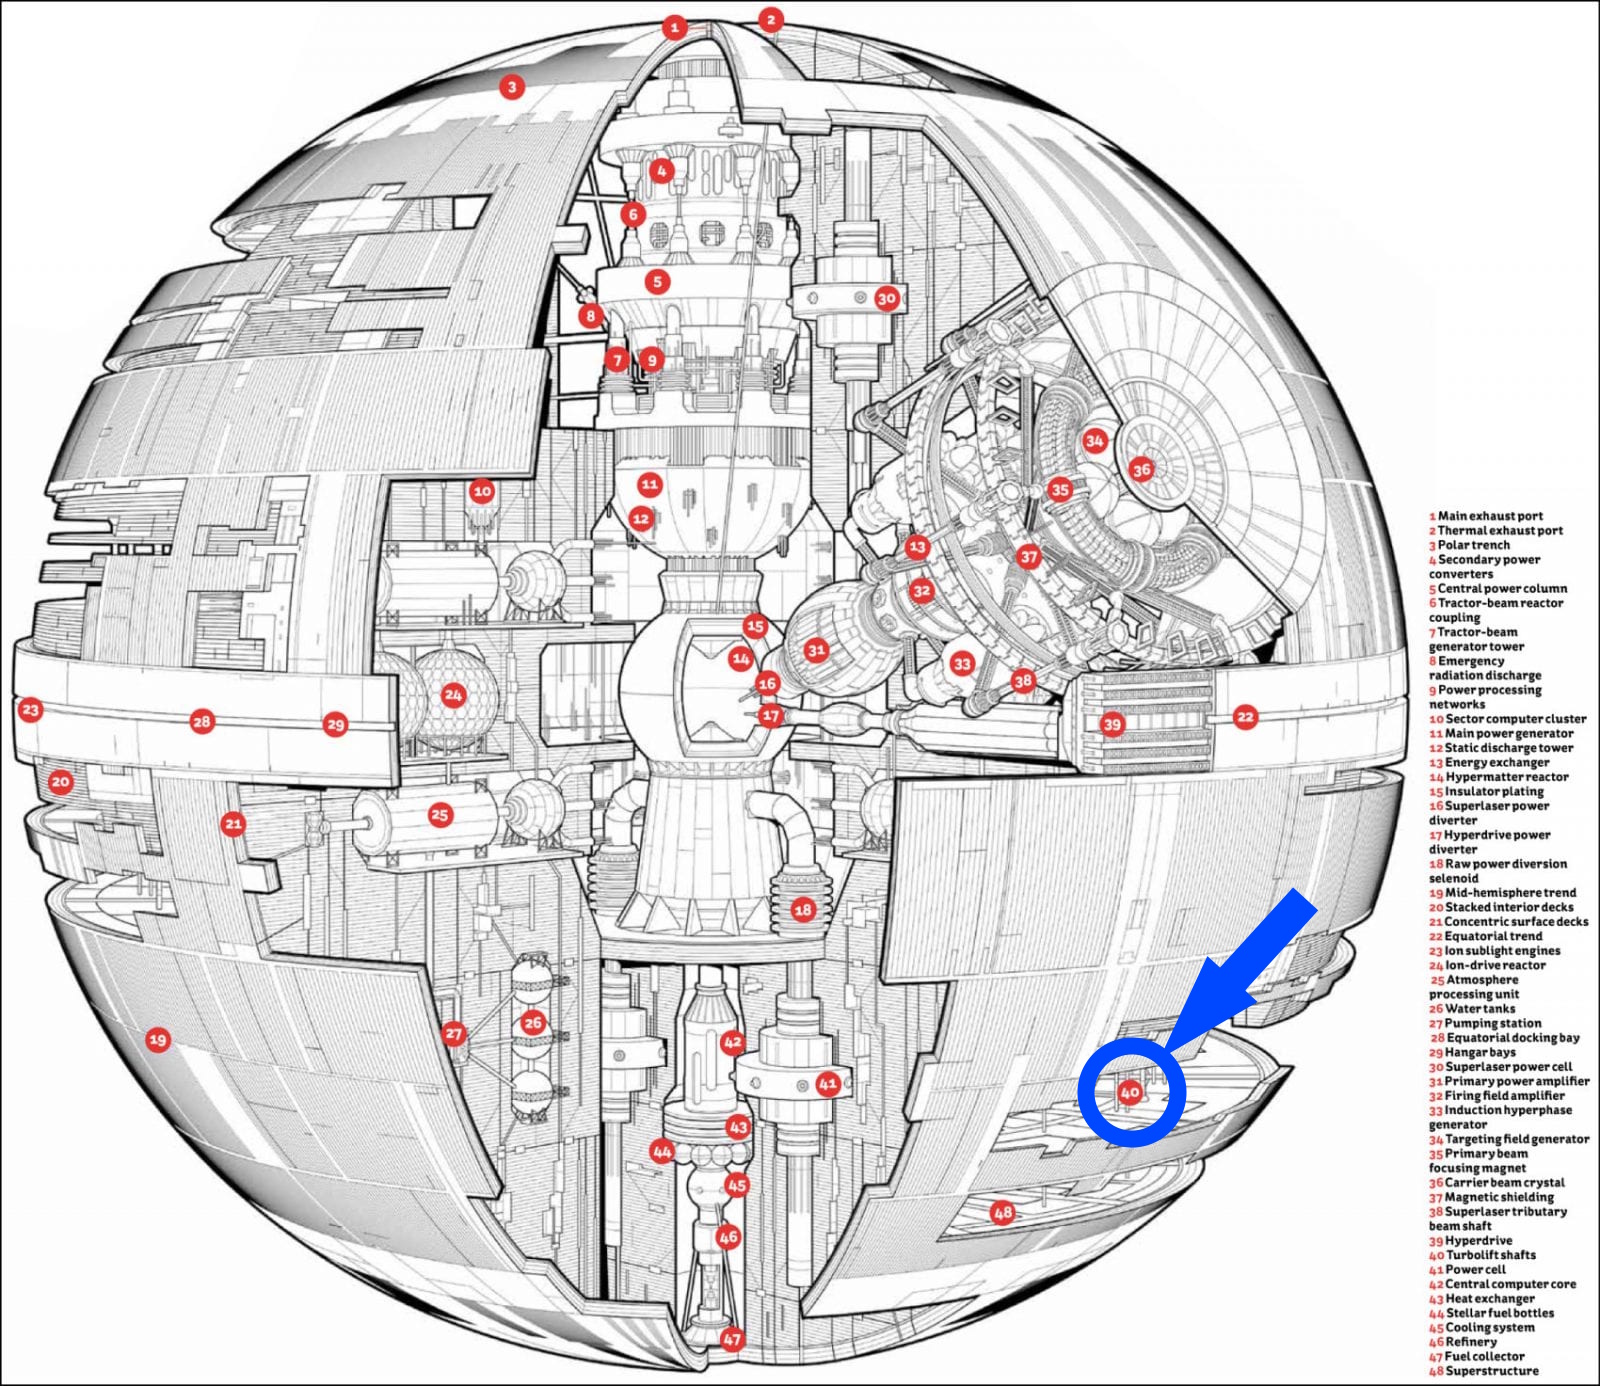 1
2
3
4
6
5
30
8
7
9
34
36
10
11
35
12
13
37
32
15
31
14
33
16
38
24
23
28
29
17
39
22
20
25
21
18
26
27
19
42
41
40
43
44
45
48
46
47
1 Main exhaust port
2 Thermal exhaust port
3 Polar trench
4 Secondary power
converters
5 Central power column
6 Tractor-beam reactor
coupling
7 Tractor-beam
generator tower
8 Emergency
radiation discharge
9 Power processing
networks
10 Sector computer cluster
11 Main power generator
12 Static discharge tower
13 Energy exchanger
14 Hypermatter reactor
15 Insulator plating
16 Superlaser power
diverter
17 Hyperdrive power
diverter
18 Raw power diversion
selenoid
19 Mid-hemisphere trend
20 Stacked interior decks
21 Concentric surface decks
22 Equatorial trend
23 Ion sublight engines
24 Ion-drive reactor
25 Atmosphere
processing unit
26 Water tanks
27 Pumping station
28 Equatorial docking bay
29 Hangar bays
30 Superlaser power cell
31 Primary power amplifier
32 Firing field amplifier
33 Induction hyperphase
generator
34 Targeting field generator
35 Primary beam
focusing magnet
36 Carrier beam crystal
37 Magnetic shielding
38 Superlaser tributary
beam shaft
39 Hyperdrive
40 Turbolift shafts
41 Power cell
42 Central computer core
43 Heat exchanger
44 Stellar fuel bottles
45 Cooling system
46 Refinery
47 Fuel collector
48 Superstructure